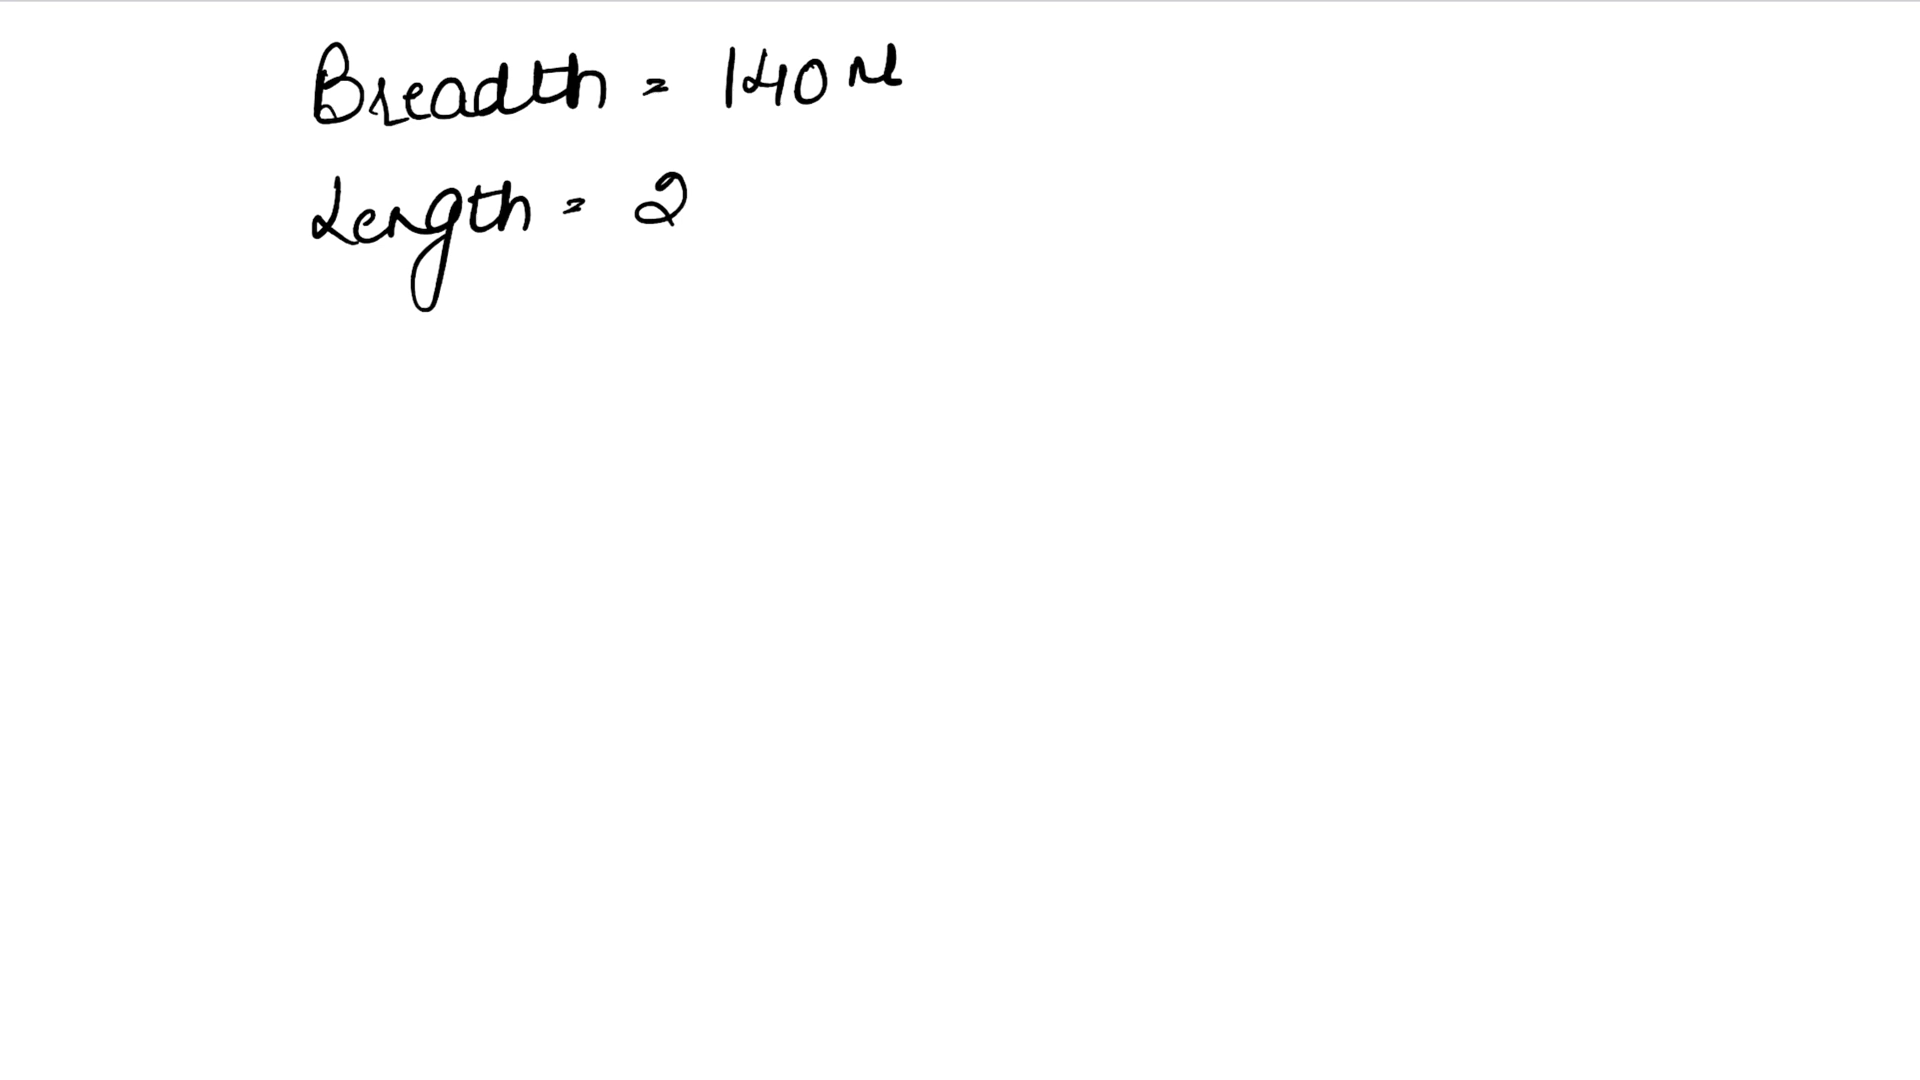 Breadth = 140 M
Length = 2